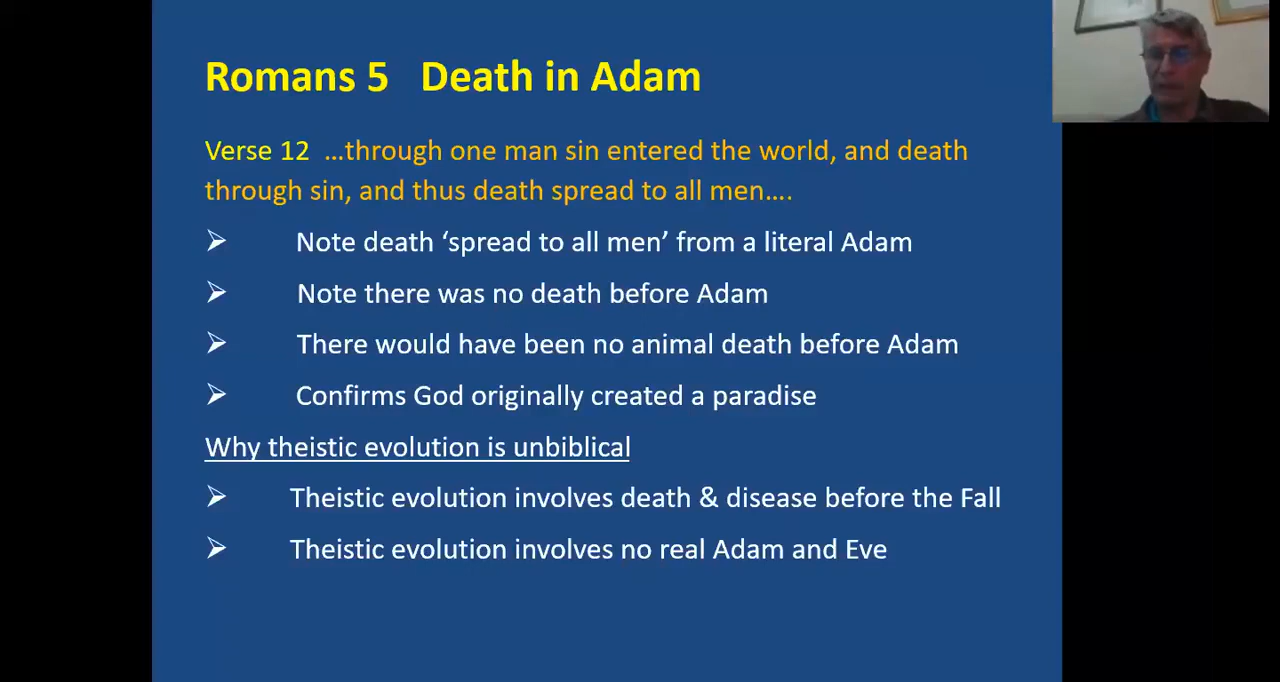 Romans 5 Death in Adam
Verse 12 …through one man sin entered the world, and death
through sin, and thus death spread to all men….
➢ Note death ‘spread to all men’ from a literal Adam
➢ Note there was no death before Adam
➢ There would have been no animal death before Adam
➢ Confirms God originally created a paradise
Why theistic evolution is unbiblical
➢ Theistic evolution involves death & disease before the Fall
➢ Theistic evolution involves no real Adam and Eve